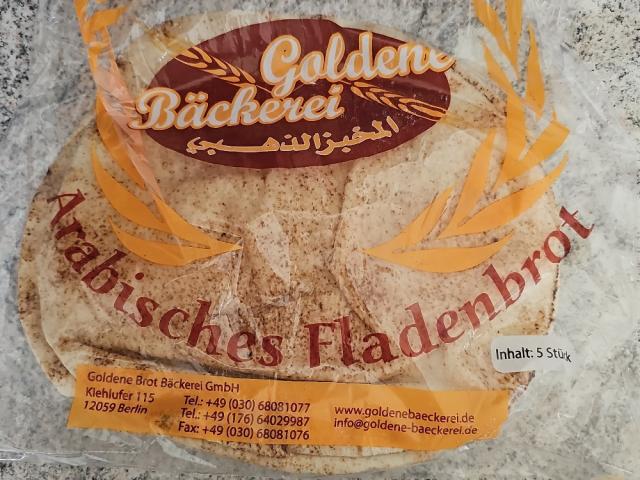 Goldene
Bäckerei
المخبز الذهبي
Arabisches Fladenbrot
Inhalt: 5 Stük
Goldene Brot Bäckerei GmbH
Kiehlufer 115
12059 Berlin
Tel.: +49 (030) 68081077
Tel.: +49 (176) 64029987
Fax: +49 (030) 68081076
www.goldenebaeckerei.de
info@goldene-baeckerei.de